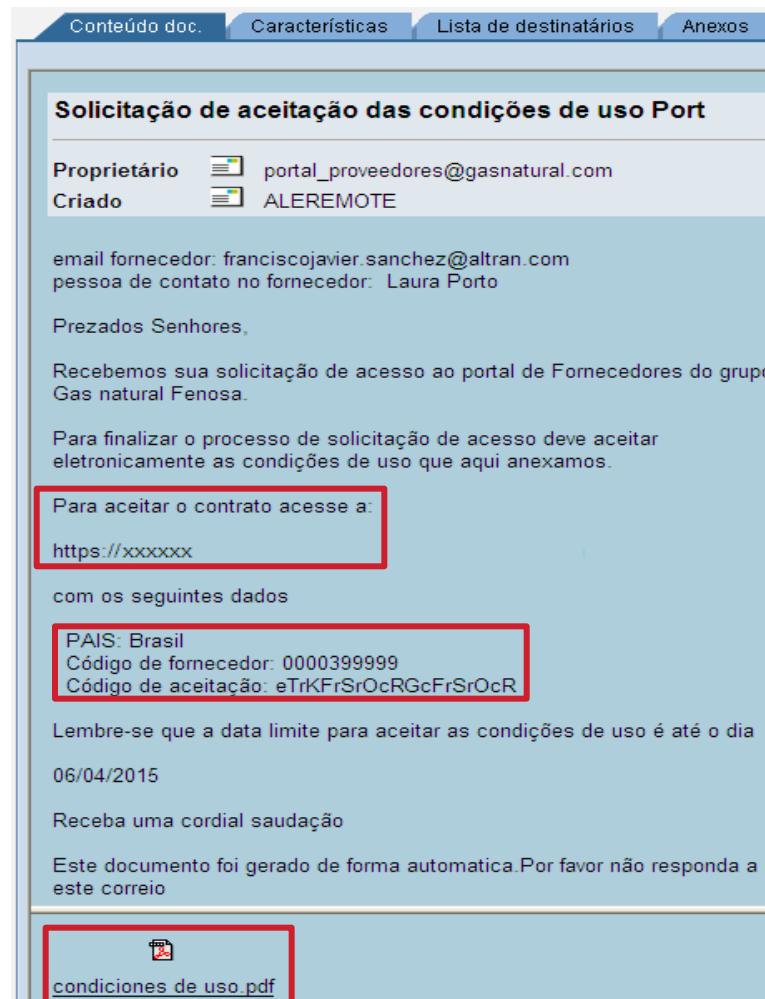 Conteúdo doc. Características Lista de destinatários Anexos
Solicitação de aceitação das condições de uso Port
Proprietário portal_proveedores@gasnatural.com
Criado ALEREMOTE
email fornecedor: franciscojavier.sanchez@altran.com
pessoa de contato no fornecedor: Laura Porto
Prezados Senhores,
Recebemos sua solicitação de acesso ao portal de Fornecedores do grupo
Gas natural Fenosa.
Para finalizar o processo de solicitação de acesso deve aceitar
eletronicamente as condições de uso que aqui anexamos.
Para aceitar o contrato acesse a:
https://xxxxxx
com os seguintes dados
PAIS: Brasil
Código de fornecedor: 0000399999
Código de aceitação: eTrKFrSrOcRGcFrSrOcR
Lembre-se que a data limite para aceitar as condições de uso é até o dia
06/04/2015
Receba uma cordial saudação
Este documento foi gerado de forma automatica.Por favor não responda a
este correio
condiciones de uso.pdf